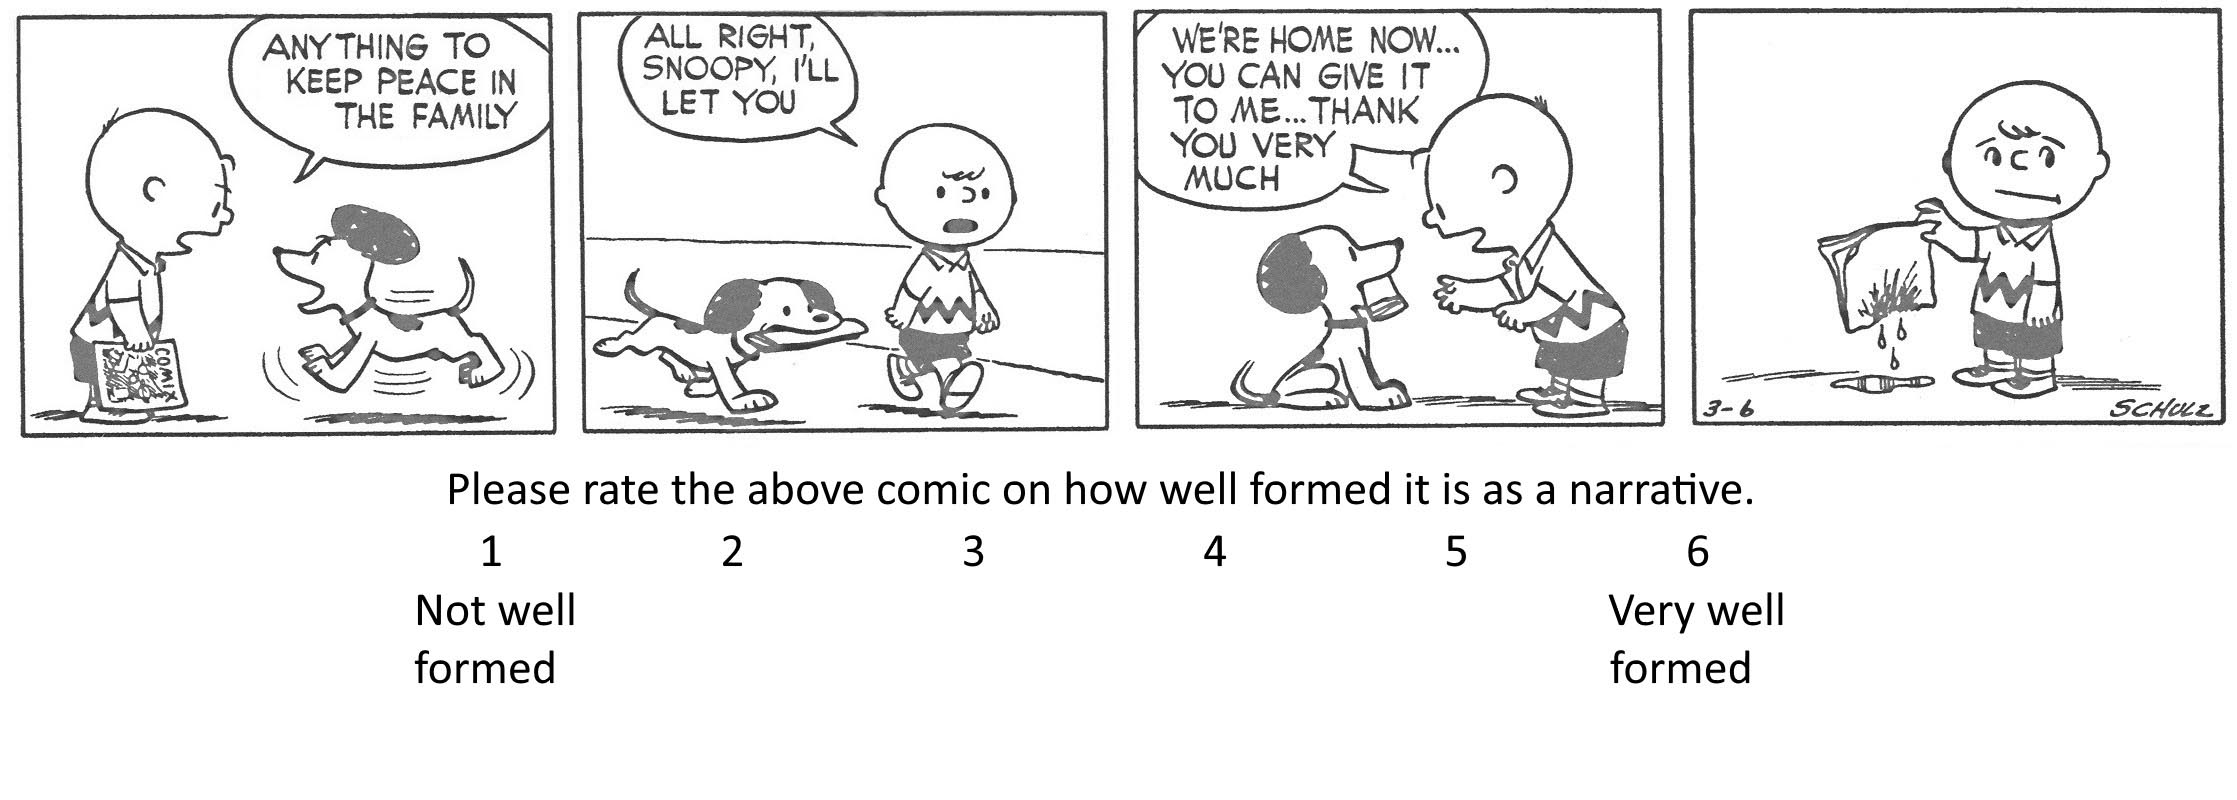 ANYTHING TO
KEEP PEACE IN
THE FAMILY
COMIX
ALL RIGHT,
SNOOPY, I'LL
LET YOU
WE'RE HOME NOW...
YOU CAN GIVE IT
TO ME...THANK
YOU VERY
MUCH
3-6
SCHULZ
Please rate the above comic on how well formed it is as a narrative.
1 2 3 4 5 6
Not well
formed
Very well
formed